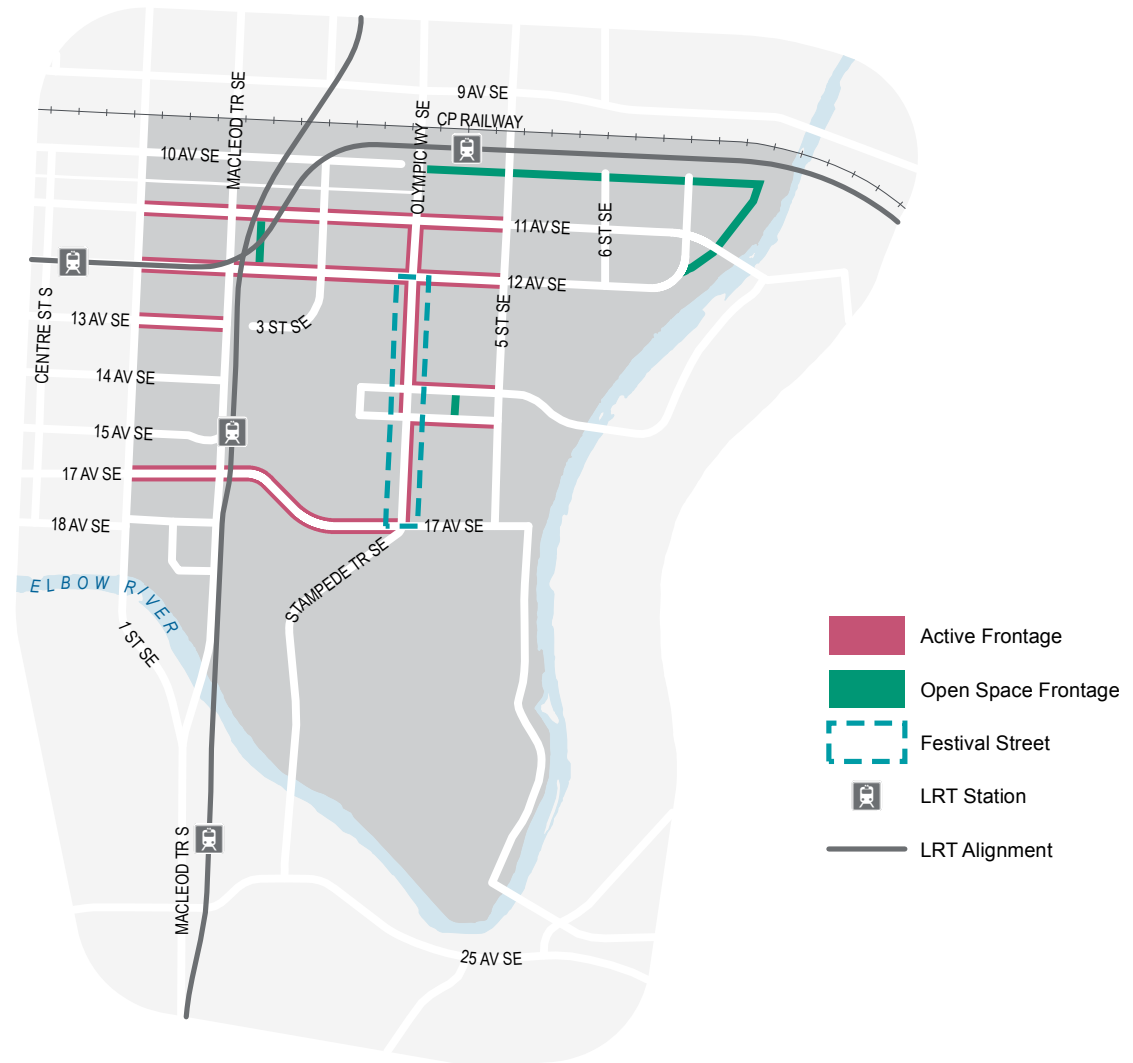 9 AV SE
CP RAILWAY
MACLEOD TR SE
OLYMPIC WY SE
10 AV SE
11 AV SE
6 ST SE
12 AV SE
5 ST SE
CENTRE ST S
13 AV SE
3 ST SE
14 AV SE
15 AV SE
17 AV SE
18 AV SE
17 AV SE
STAMPEDE TR SE
ELBOW RIVER
1 ST SE
MACLEOD TR S
25 AV SE
Active Frontage
Open Space Frontage
Festival Street
LRT Station
LRT Alignment